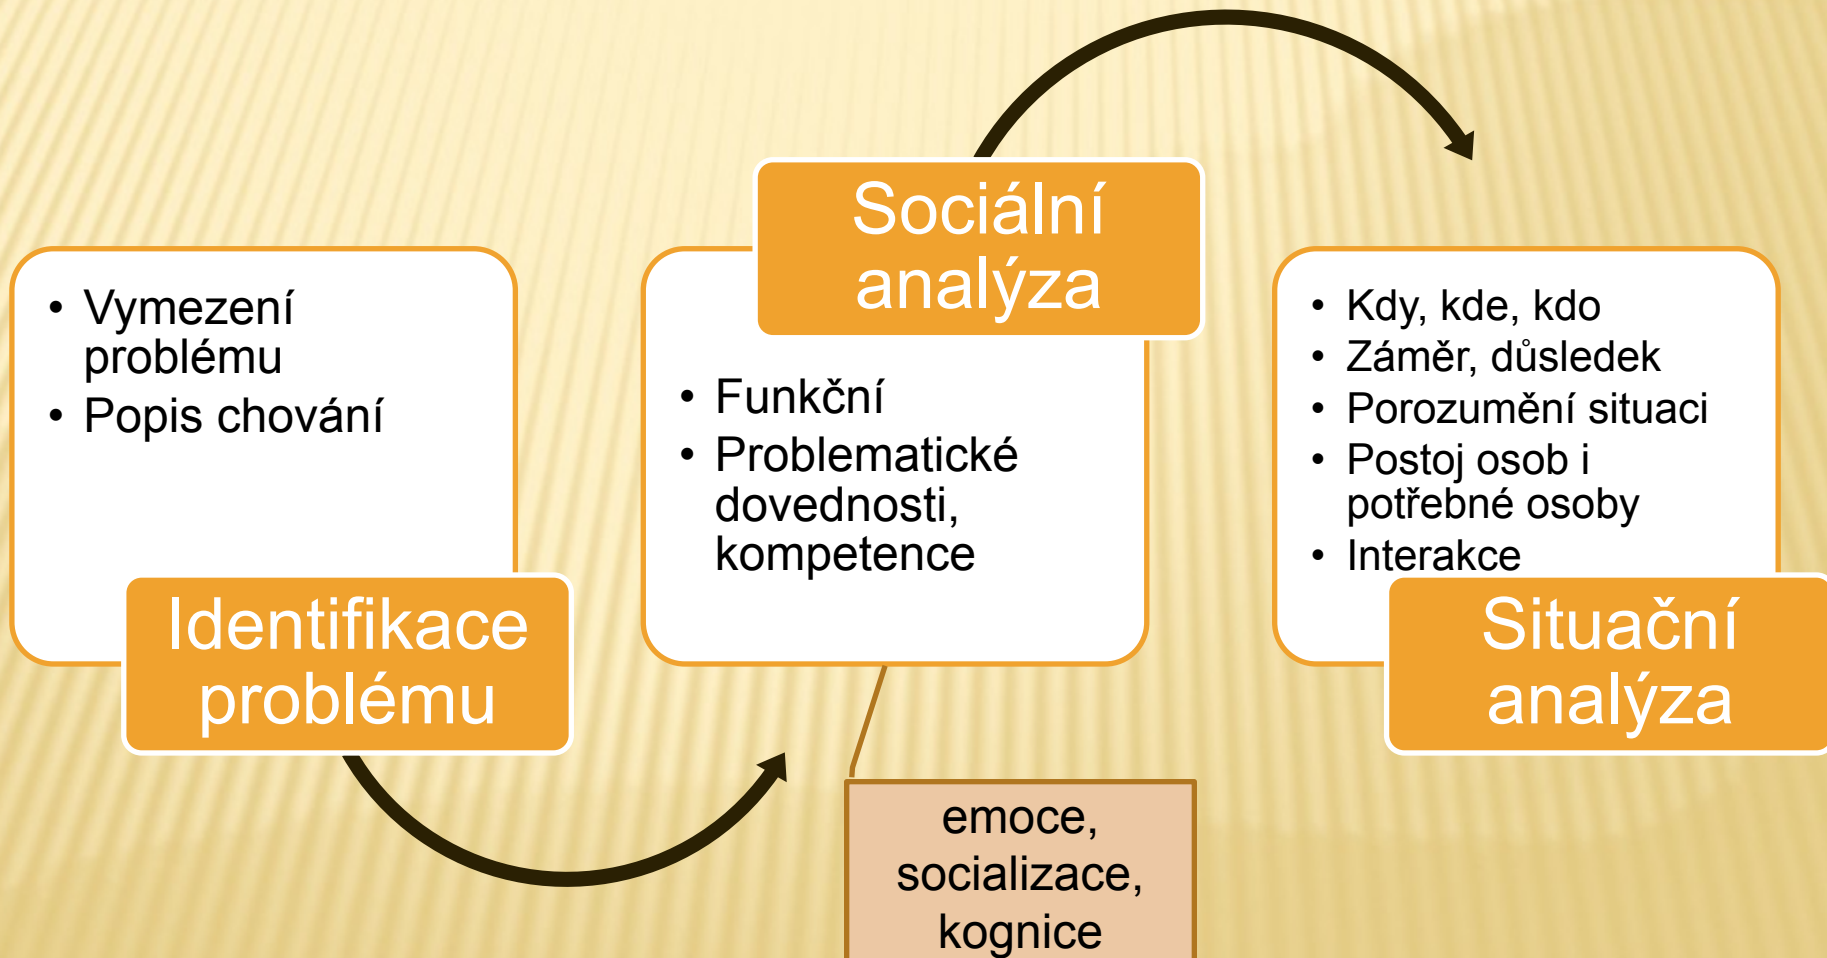 • Vymezení
problému
• Popis chování
Identifikace
problému
Sociální
analýza
• Funkční
• Problematické
dovednosti,
kompetence
emoce,
socializace,
kognice
• Kdy, kde, kdo
• Záměr, důsledek
• Porozumění situaci
• Postoj osob i
potřebné osoby
• Interakce
Situační
analýza